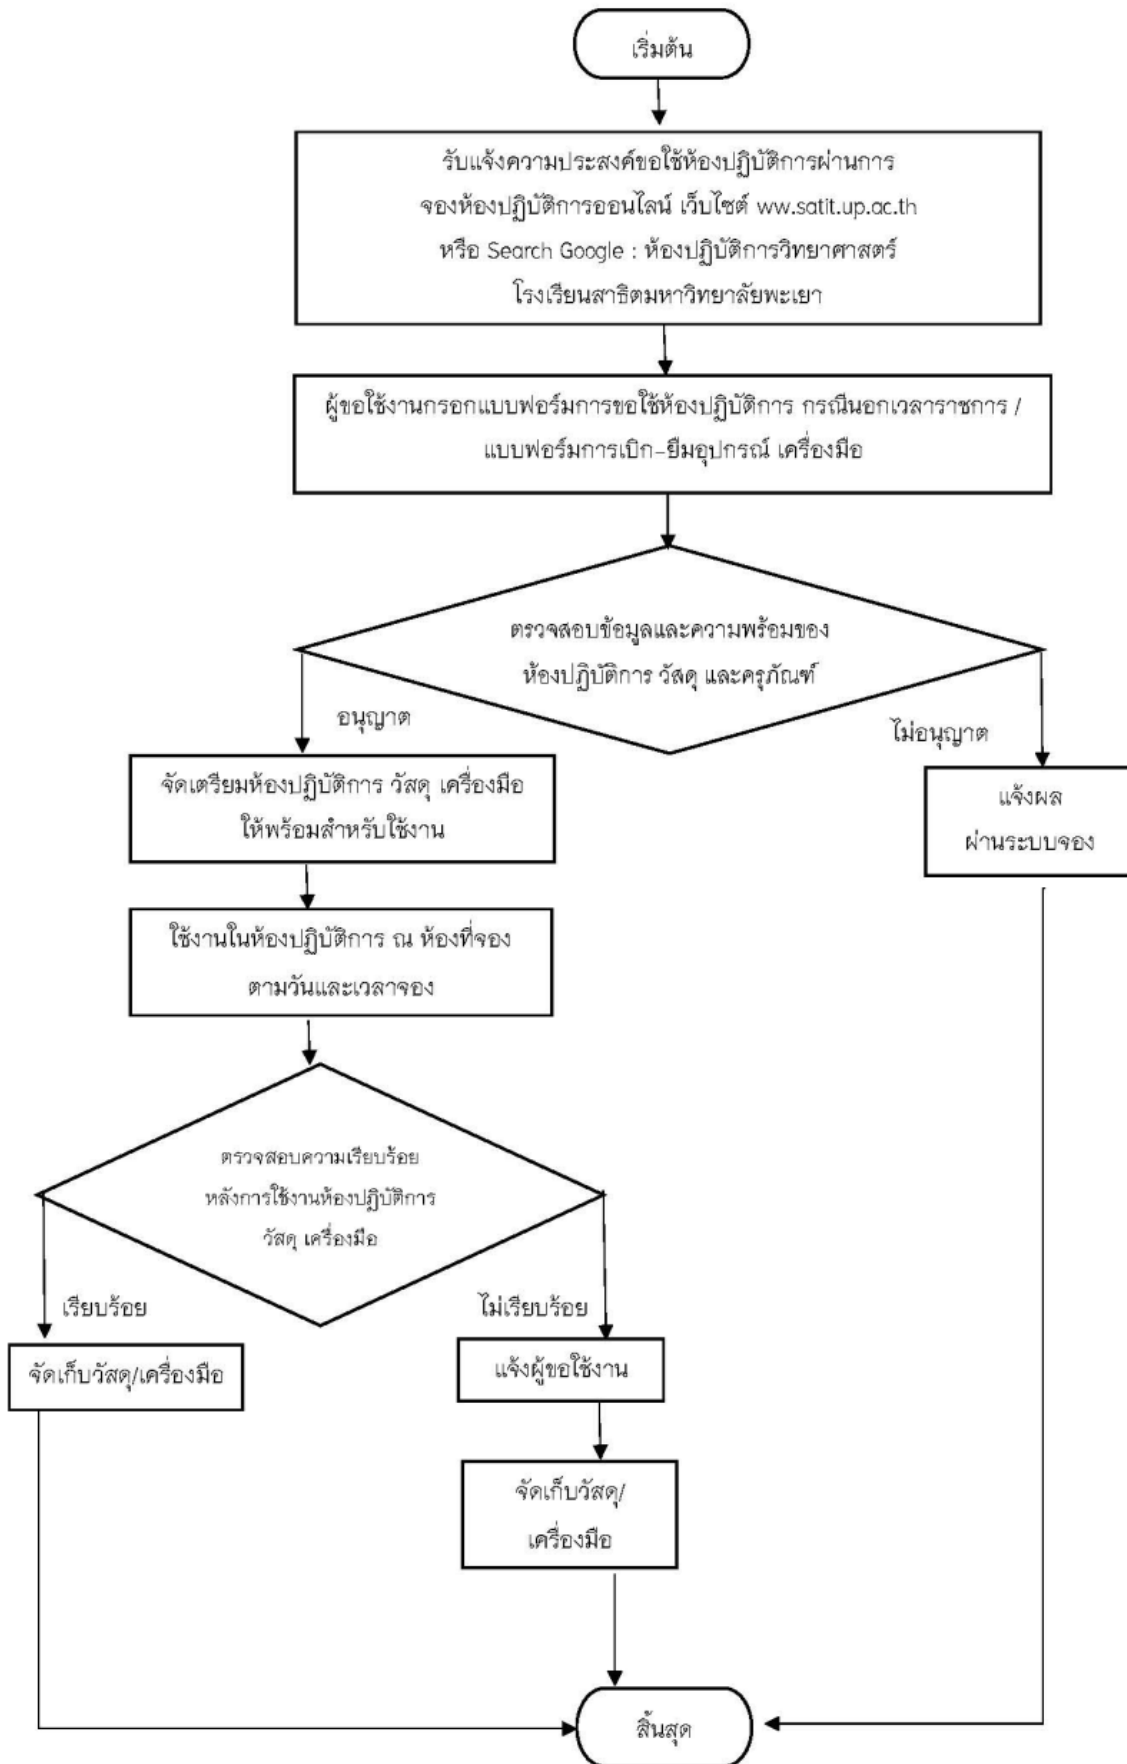 เริ่มต้น
รับแจ้งความประสงค์ขอใช้ห้องปฏิบัติการผ่านการ
จองห้องปฏิบัติการออนไลน์ เว็บไซต์ ww.satit.up.ac.th
หรือ Search Google : ห้องปฏิบัติการวิทยาศาสตร์
โรงเรียนสาธิตมหาวิทยาลัยพะเยา
ผู้ขอใช้งานกรอกแบบฟอร์มการขอใช้ห้องปฏิบัติการ กรณีนอกเวลาราชการ /
แบบฟอร์มการเบิก-ยืมอุปกรณ์ เครื่องมือ
ตรวจสอบข้อมูลและความพร้อมของ
ห้องปฏิบัติการ วัสดุ และครุภัณฑ์
อนุญาต
ไม่อนุญาต
จัดเตรียมห้องปฏิบัติการ วัสดุ เครื่องมือ
ให้พร้อมสำหรับใช้งาน
แจ้งผล
ผ่านระบบจอง
ใช้งานในห้องปฏิบัติการ ณ ห้องที่จอง
ตามวันและเวลาจอง
ตรวจสอบความเรียบร้อย
หลังการใช้งานห้องปฏิบัติการ
วัสดุ เครื่องมือ
เรียบร้อย
ไม่เรียบร้อย
จัดเก็บวัสดุ/เครื่องมือ
แจ้งผู้ขอใช้งาน
จัดเก็บวัสดุ/
เครื่องมือ
สิ้นสุด